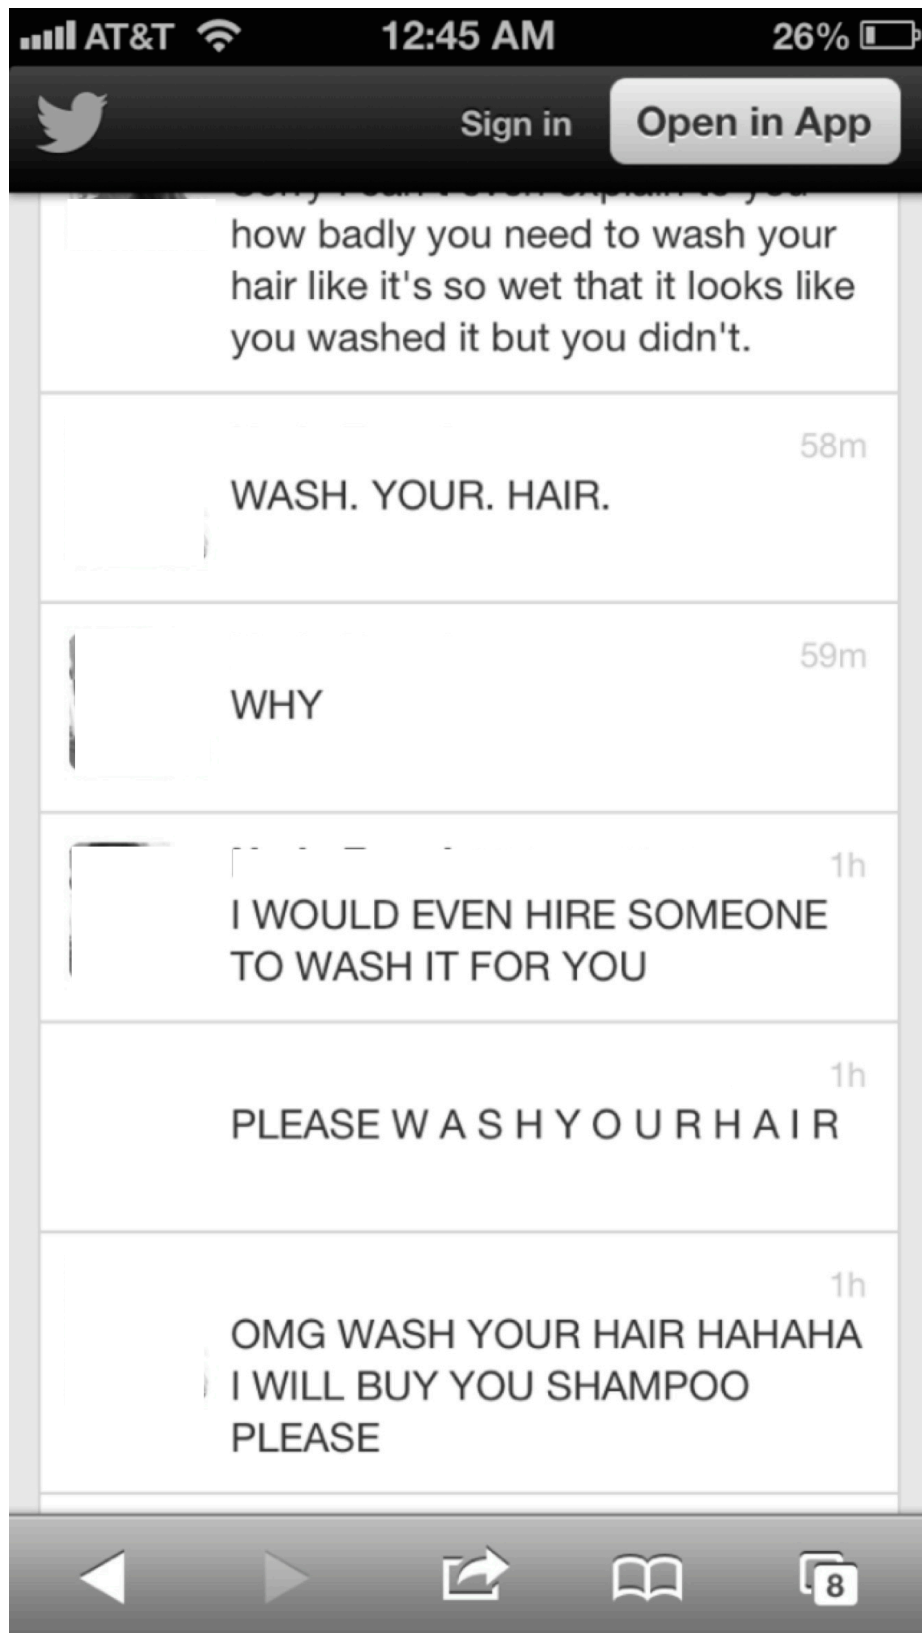 AT&T 12:45 AM 26%
Sign in Open in App
how badly you need to wash your
hair like it's so wet that it looks like
you washed it but you didn't.
58m
WASH. YOUR. HAIR.
59m
WHY
1h
I WOULD EVEN HIRE SOMEONE
TO WASH IT FOR YOU
1h
PLEASE W A S H Y O U R H A I R
1h
OMG WASH YOUR HAIR HAHAHA
I WILL BUY YOU SHAMPOO
PLEASE
8